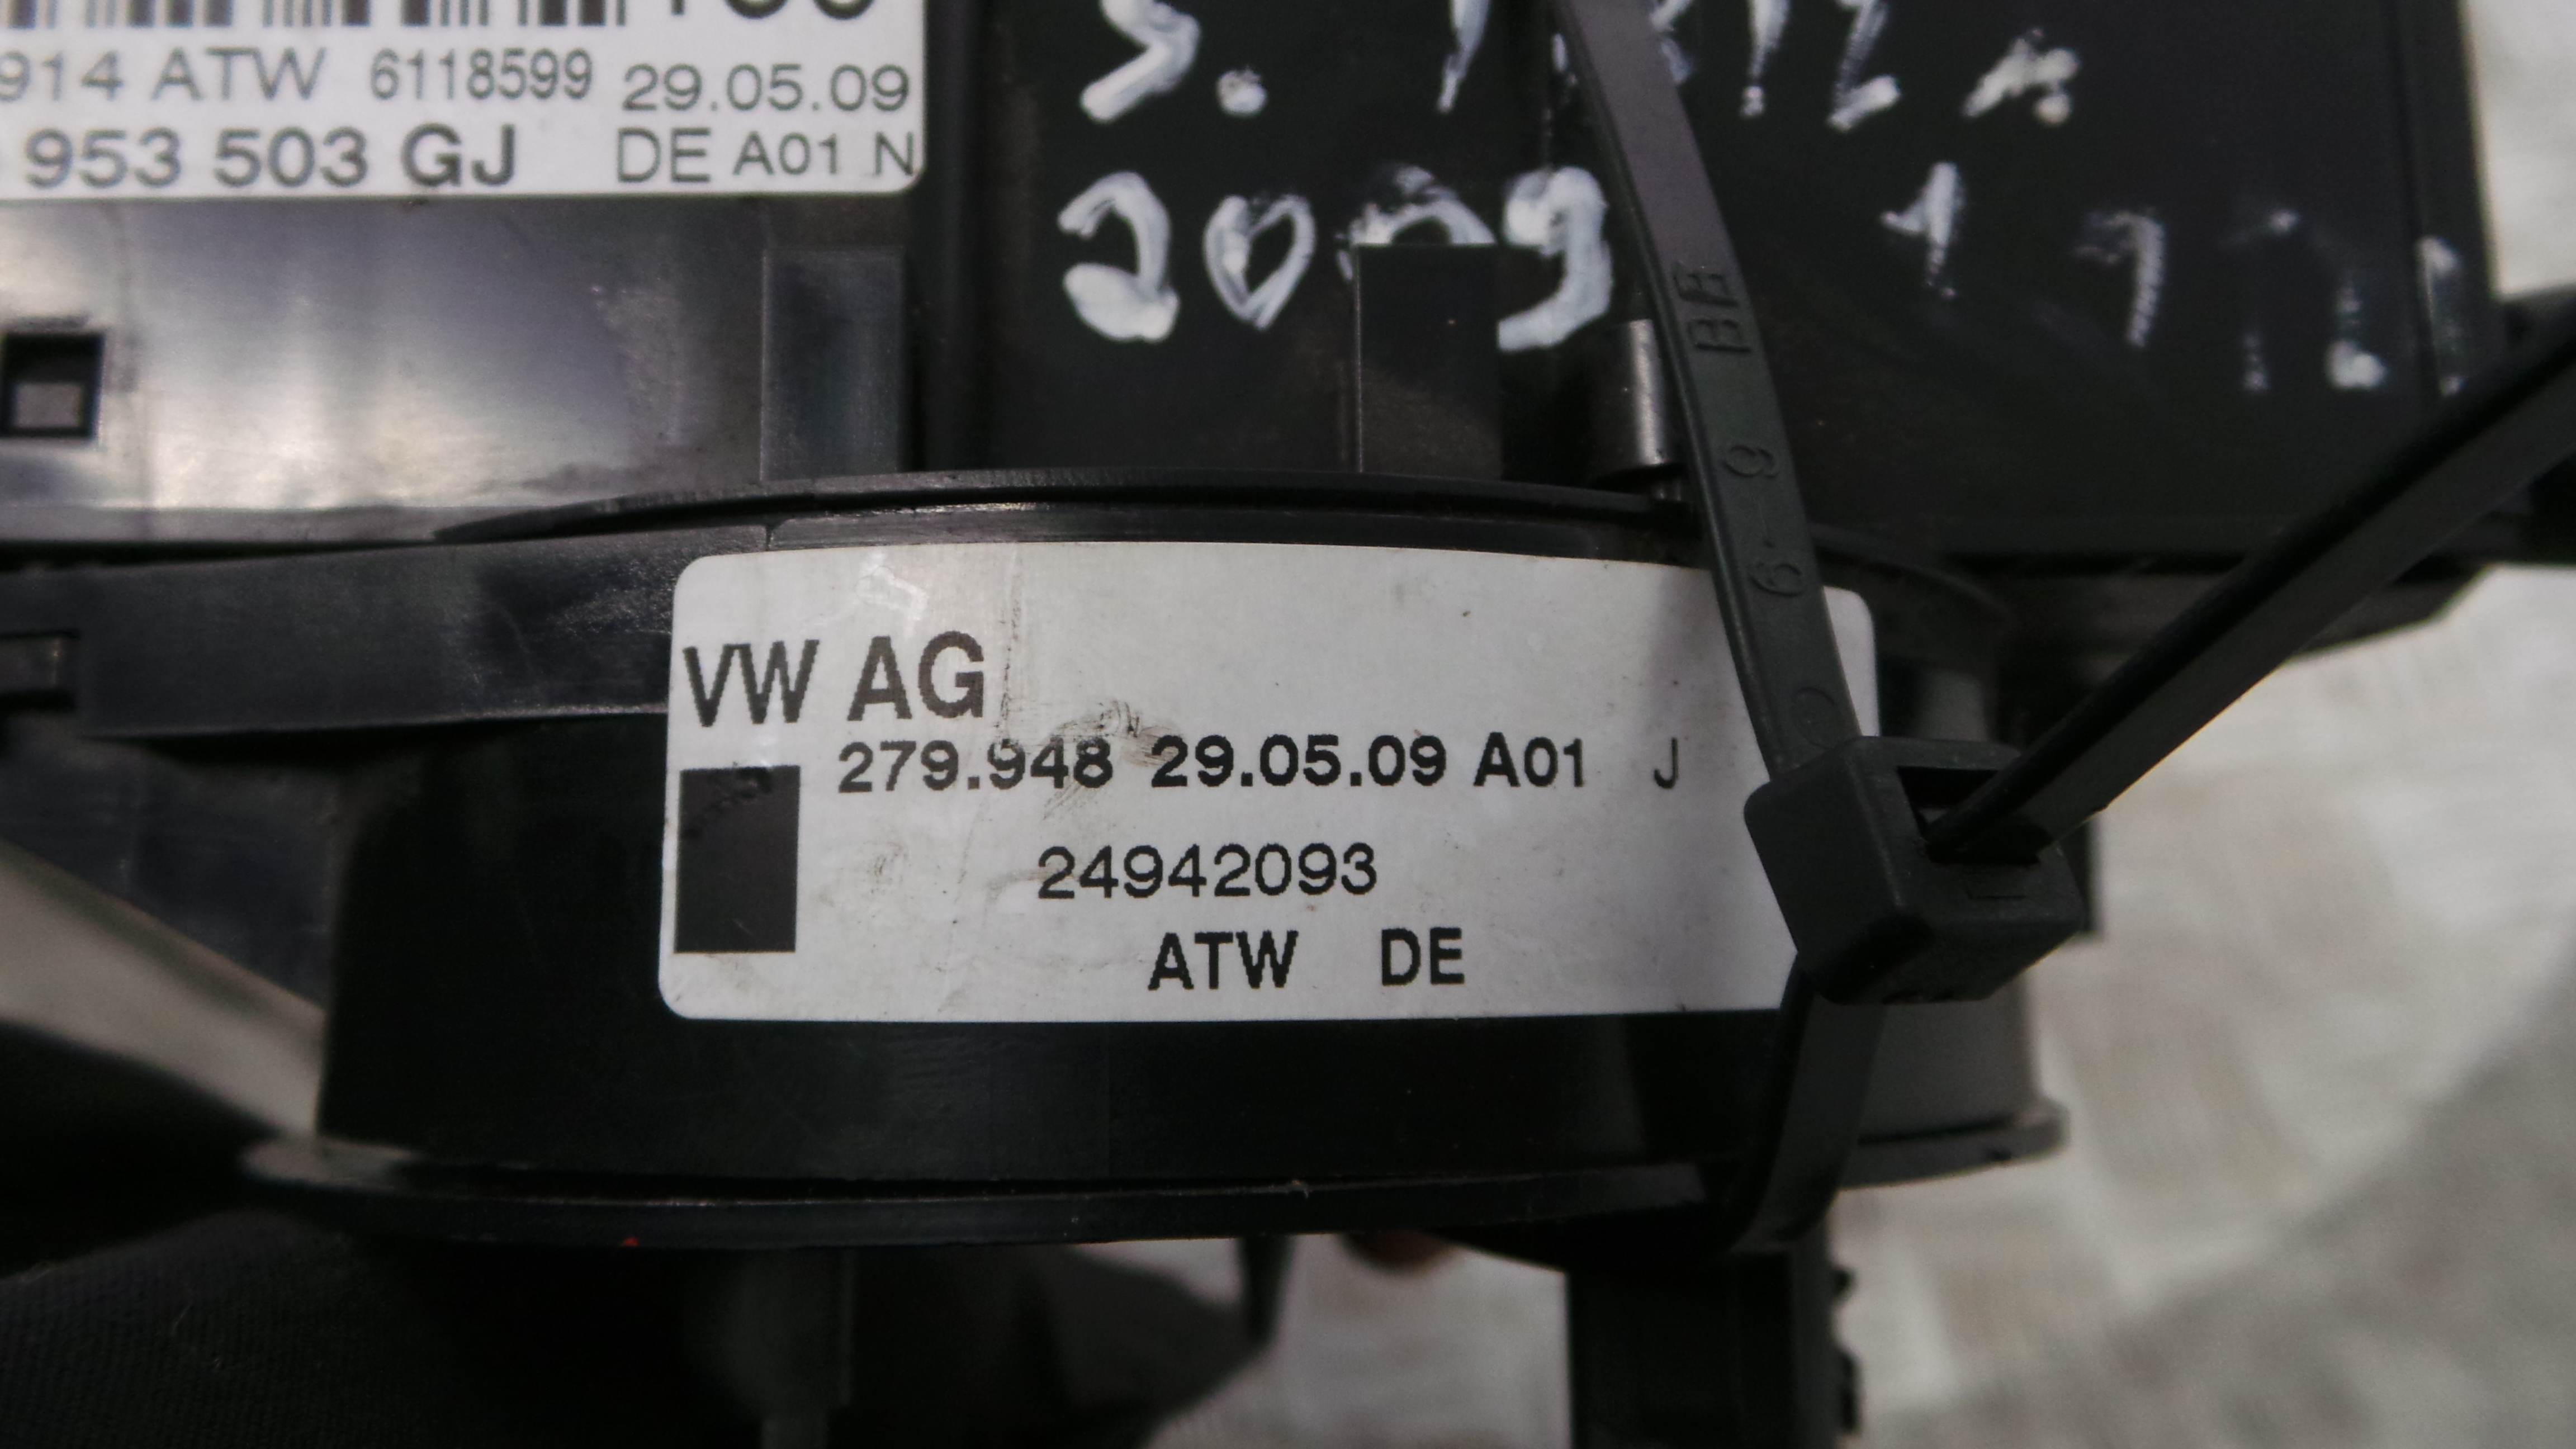 914 ATW 6118599 29.05.09
953 503 GJ DE A01 N
2009
VW AG
279.948 29.05.09 A01 J
24942093
ATW DE